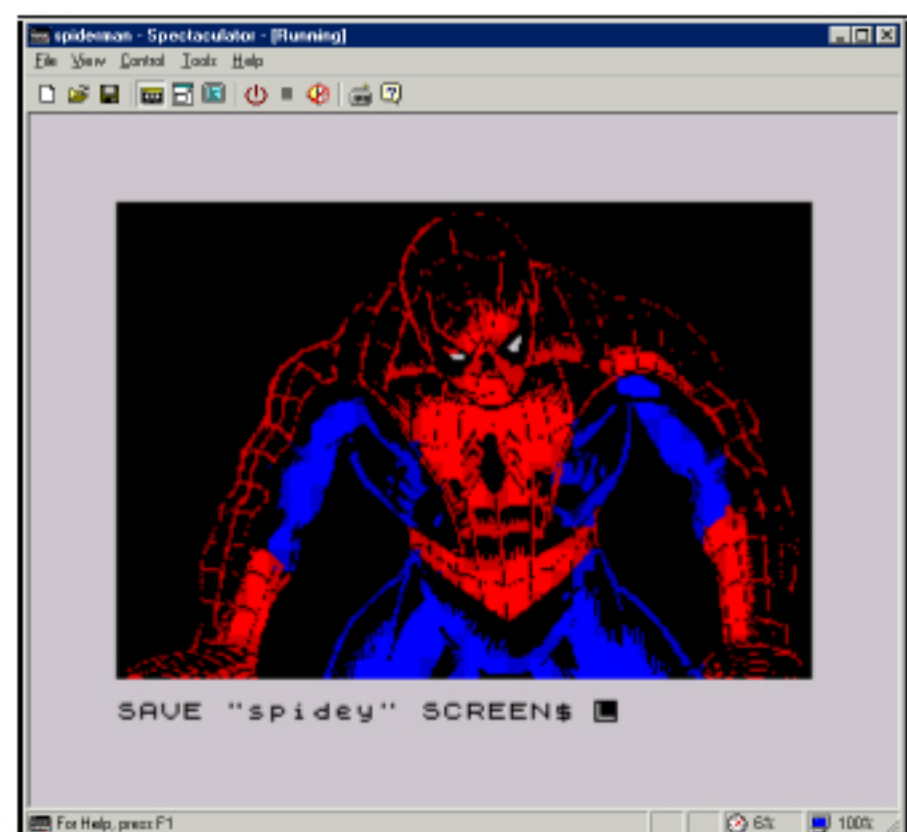 spiderman - Spectaculator - [Running]
File View Control Tools Help
SAVE "spidey" SCREEN$ L
For Help, press F1 6% 100%